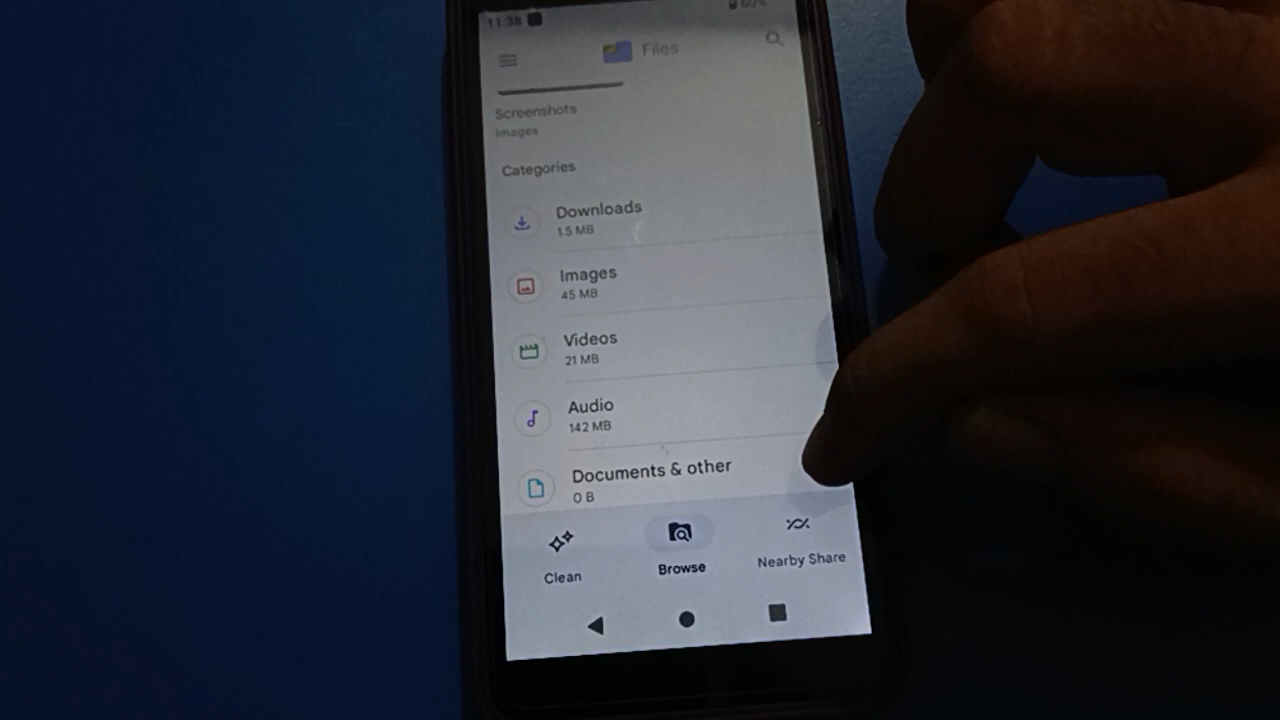 11:38
60%
Files
Screenshots
Images
Categories
Downloads
1.5 MB
Images
45 MB
Videos
21 MB
Audio
142 MB
Documents & other
0 B
Clean
Browse
Nearby Share